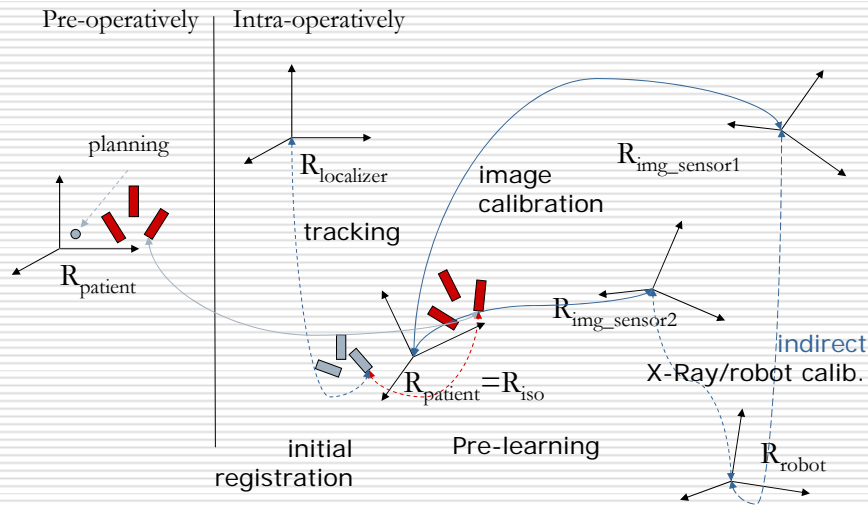 Pre-operatively
Intra-operatively
planning
R_patient
R_localizer
tracking
image
calibration
R_img_sensor1
R_img_sensor2
R_patient=R_iso
indirect
X-Ray/robot calib.
initial
registration
Pre-learning
R_robot